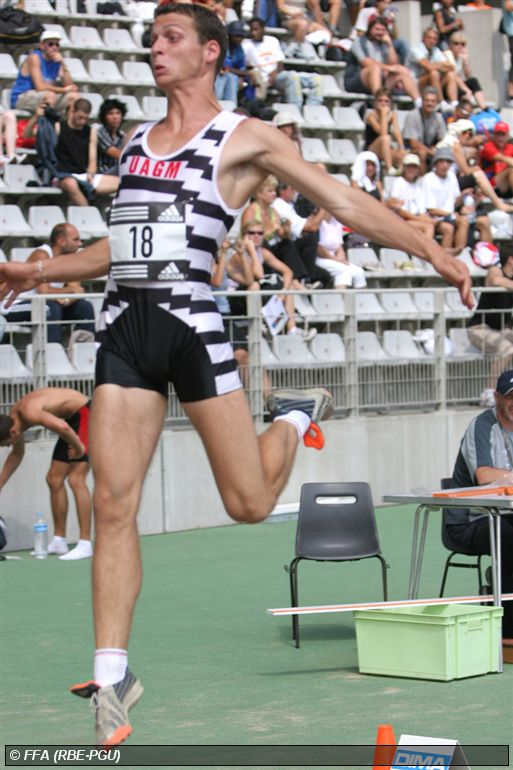 UAGM
adidas
18
adidas
DIMA
© FFA (RBE-PGU)